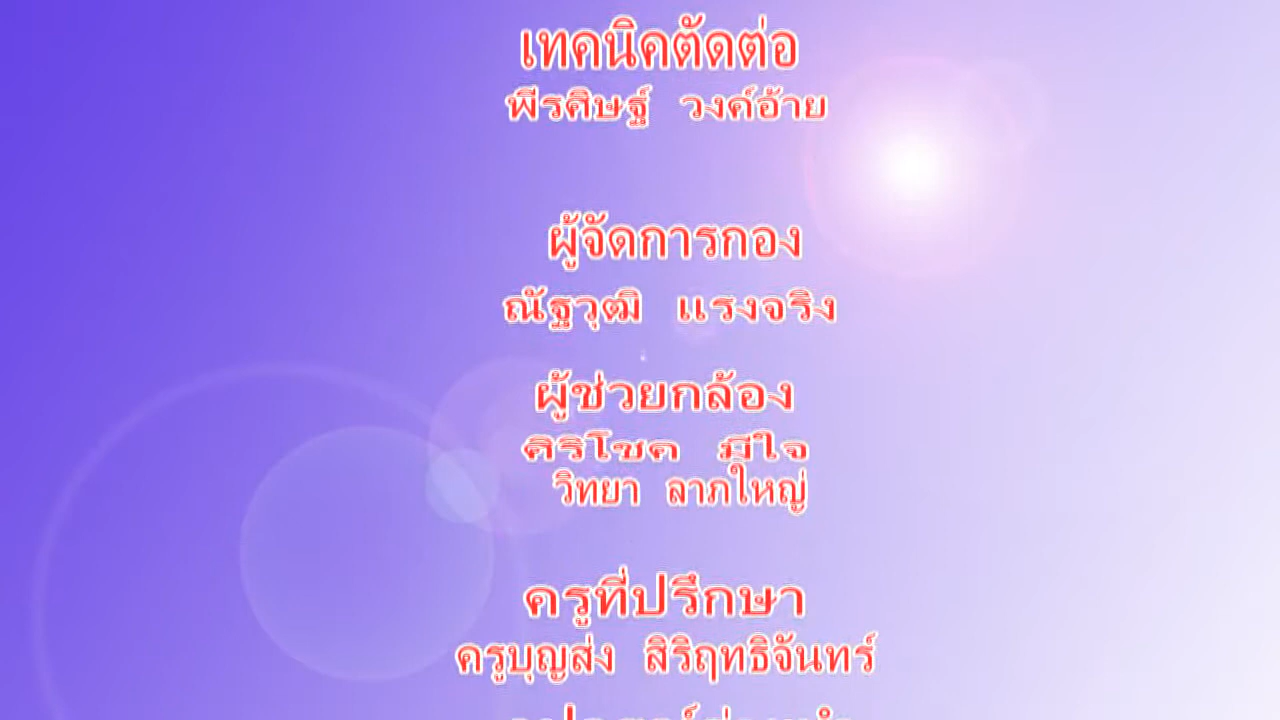 เทคนิคตัดต่อ
พีรศิษฐ์ วงค์อ้าย
ผู้จัดการกอง
ณัฐวุฒิ แรงจริง
ผู้ช่วยกล้อง
ศิริโชค มีใจ
วิทยา ลาภใหญ่
ครูที่ปรึกษา
ครูบุญส่ง สิริฤทธิจันทร์